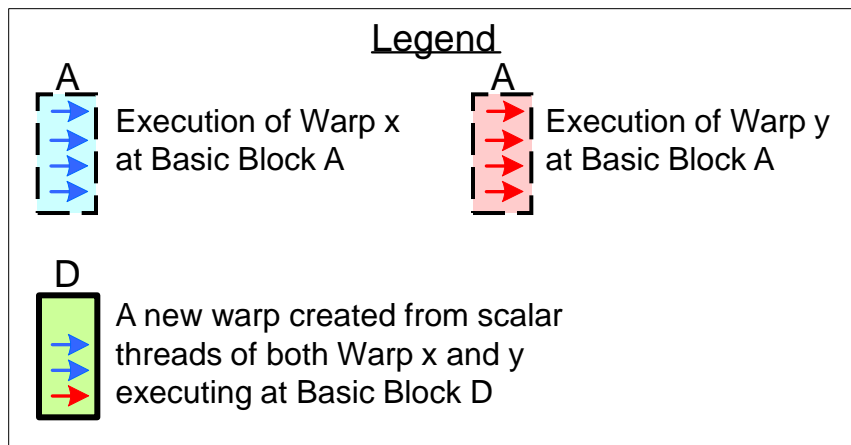 Legend
A
Execution of Warp x
at Basic Block A
A
Execution of Warp y
at Basic Block A
D
A new warp created from scalar
threads of both Warp x and y
executing at Basic Block D